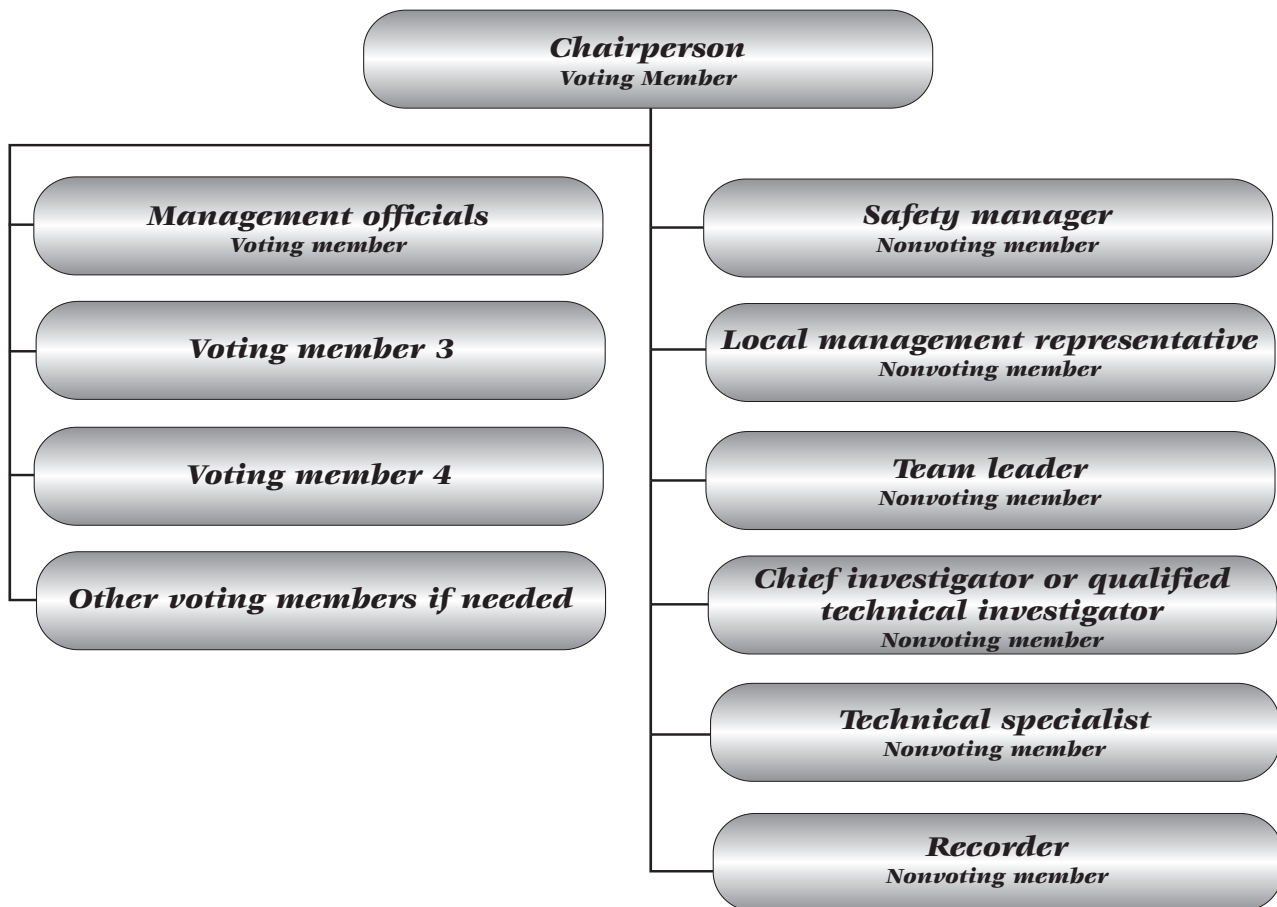 Chairperson
Voting Member
Management officials
Voting member
Voting member 3
Voting member 4
Other voting members if needed
Safety manager
Nonvoting member
Local management representative
Nonvoting member
Team leader
Nonvoting member
Chief investigator or qualified
technical investigator
Nonvoting member
Technical specialist
Nonvoting member
Recorder
Nonvoting member